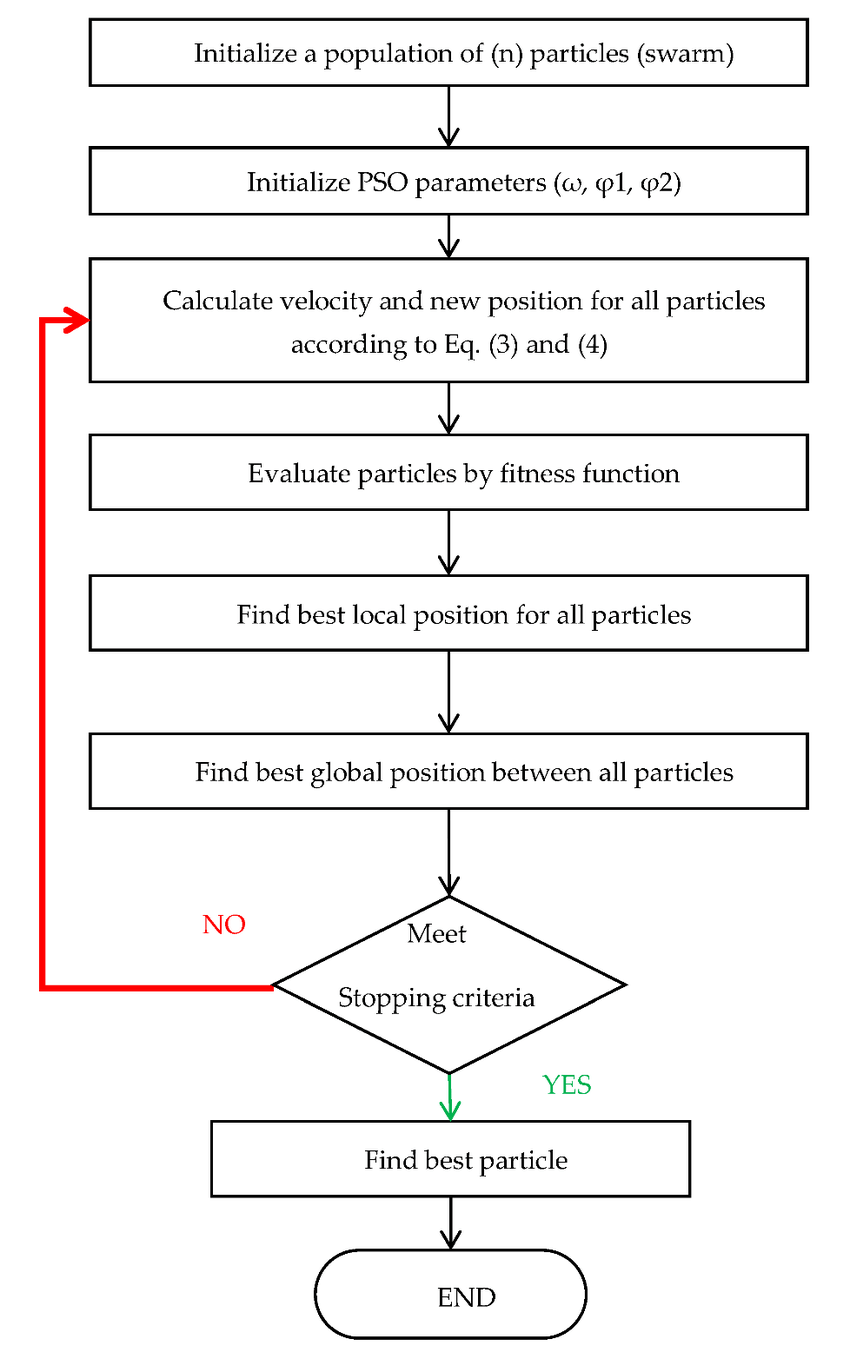 Initialize a population of (n) particles (swarm)
Initialize PSO parameters (ω, φ1, φ2)
Calculate velocity and new position for all particles
according to Eq. (3) and (4)
Evaluate particles by fitness function
Find best local position for all particles
Find best global position between all particles
NO
Meet
Stopping criteria
YES
Find best particle
END